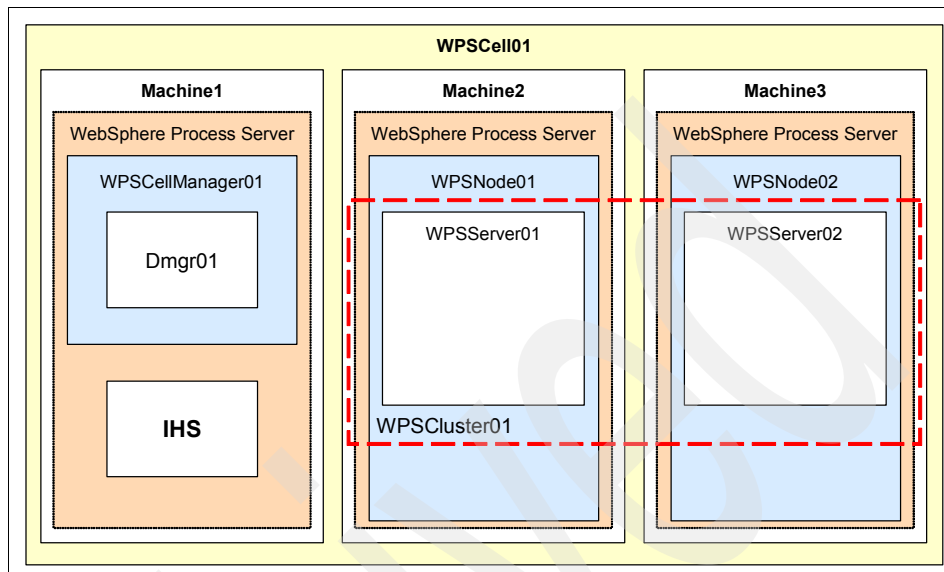 WPSCell01
Machine1
WebSphere Process Server
WPSCellManager01
Dmgr01
IHS
Machine2
WebSphere Process Server
WPSNode01
WPSServer01
WPSCluster01
Machine3
WebSphere Process Server
WPSNode02
WPSServer02